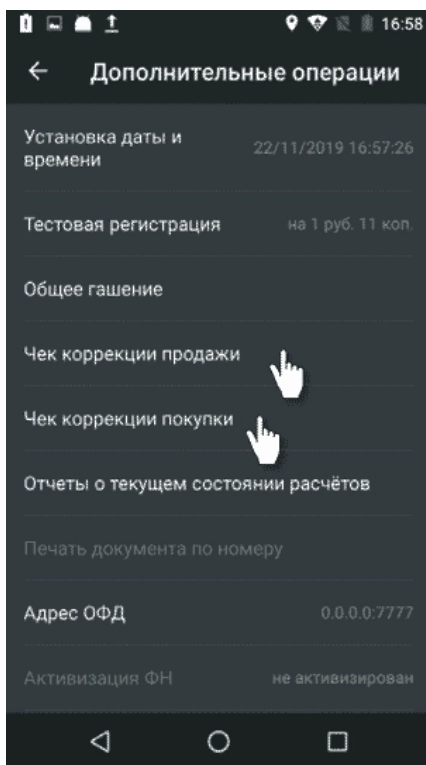 16:58
Дополнительные операции
Установка даты и
времени
22/11/2019 16:57:26
Тестовая регистрация
на 1 руб. 11 коп.
Общее гашение
Чек коррекции продажи
Чек коррекции покупки
Отчеты о текущем состоянии расчётов
Печать документа по номеру
Адрес ОФД
0.0.0.0:7777
Активизация ФН
не активизирован